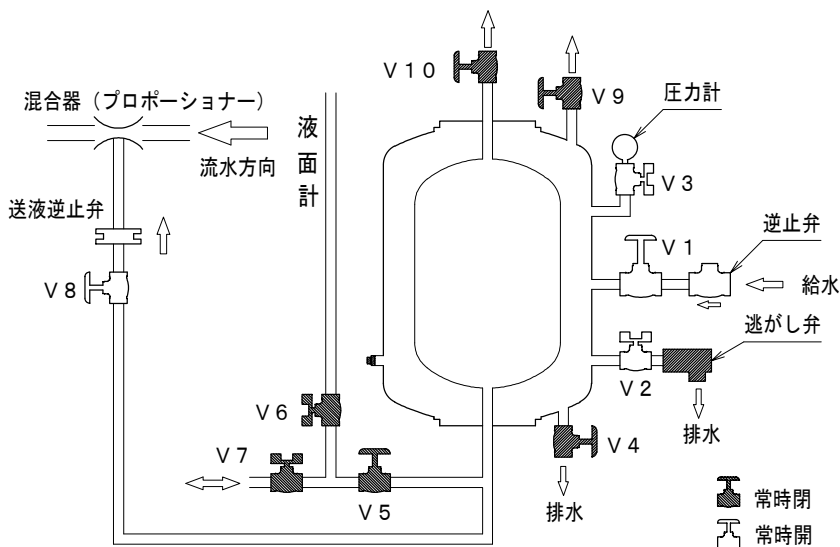 V10
V9
混合器（プロポーショナー）
圧力計
液面計
流水方向
V3
送液逆止弁
V1
逆止弁
V8
給水
逃がし弁
V2
V6
排水
V7
V4
V5
排水
常時閉
常時開